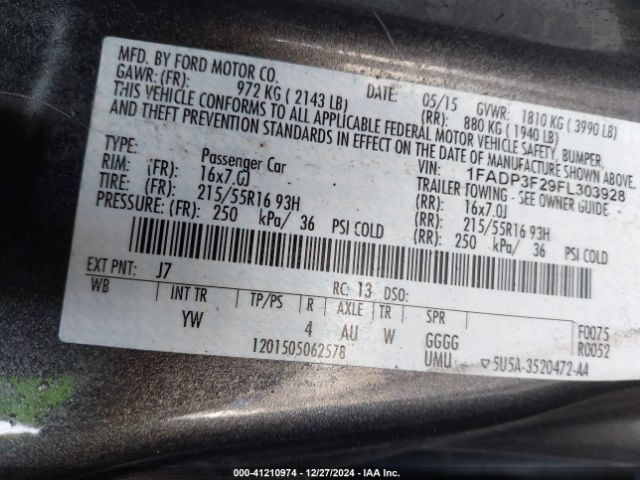 MFD. BY FORD MOTOR CO.
DATE: 05/15 GVWR: 1810 KG ( 3990 LB)
GAWR: (FR): 972 KG ( 2143 LB) (RR): 880 KG ( 1940 LB)
THIS VEHICLE CONFORMS TO ALL APPLICABLE FEDERAL MOTOR VEHICLE SAFETY, BUMPER,
AND THEFT PREVENTION STANDARDS IN EFFECT ON THE DATE OF MANUFACTURE SHOWN ABOVE.
VIN: 1FADP3F29FL303928
TYPE: Passenger Car TRAILER TOWING - SEE OWNER GUIDE
RIM: (FR): 16x7.0J (RR): 16x7.0J
TIRE: (FR): 215/55R16 93H (RR): 215/55R16 93H
PRESSURE: (FR): 250 kPa/ 36 PSI COLD (RR): 250 kPa/ 36 PSI COLD
EXT PNT: J7 RC: 13 DSO:
WB INT TR TP/PS R AXLE TR SPR F0075
YW 4 AU W GGGG R0052
1201505062578 UMU 5U5A-3520472-AA
000-41210974 - 12/27/2024 - IAA Inc.